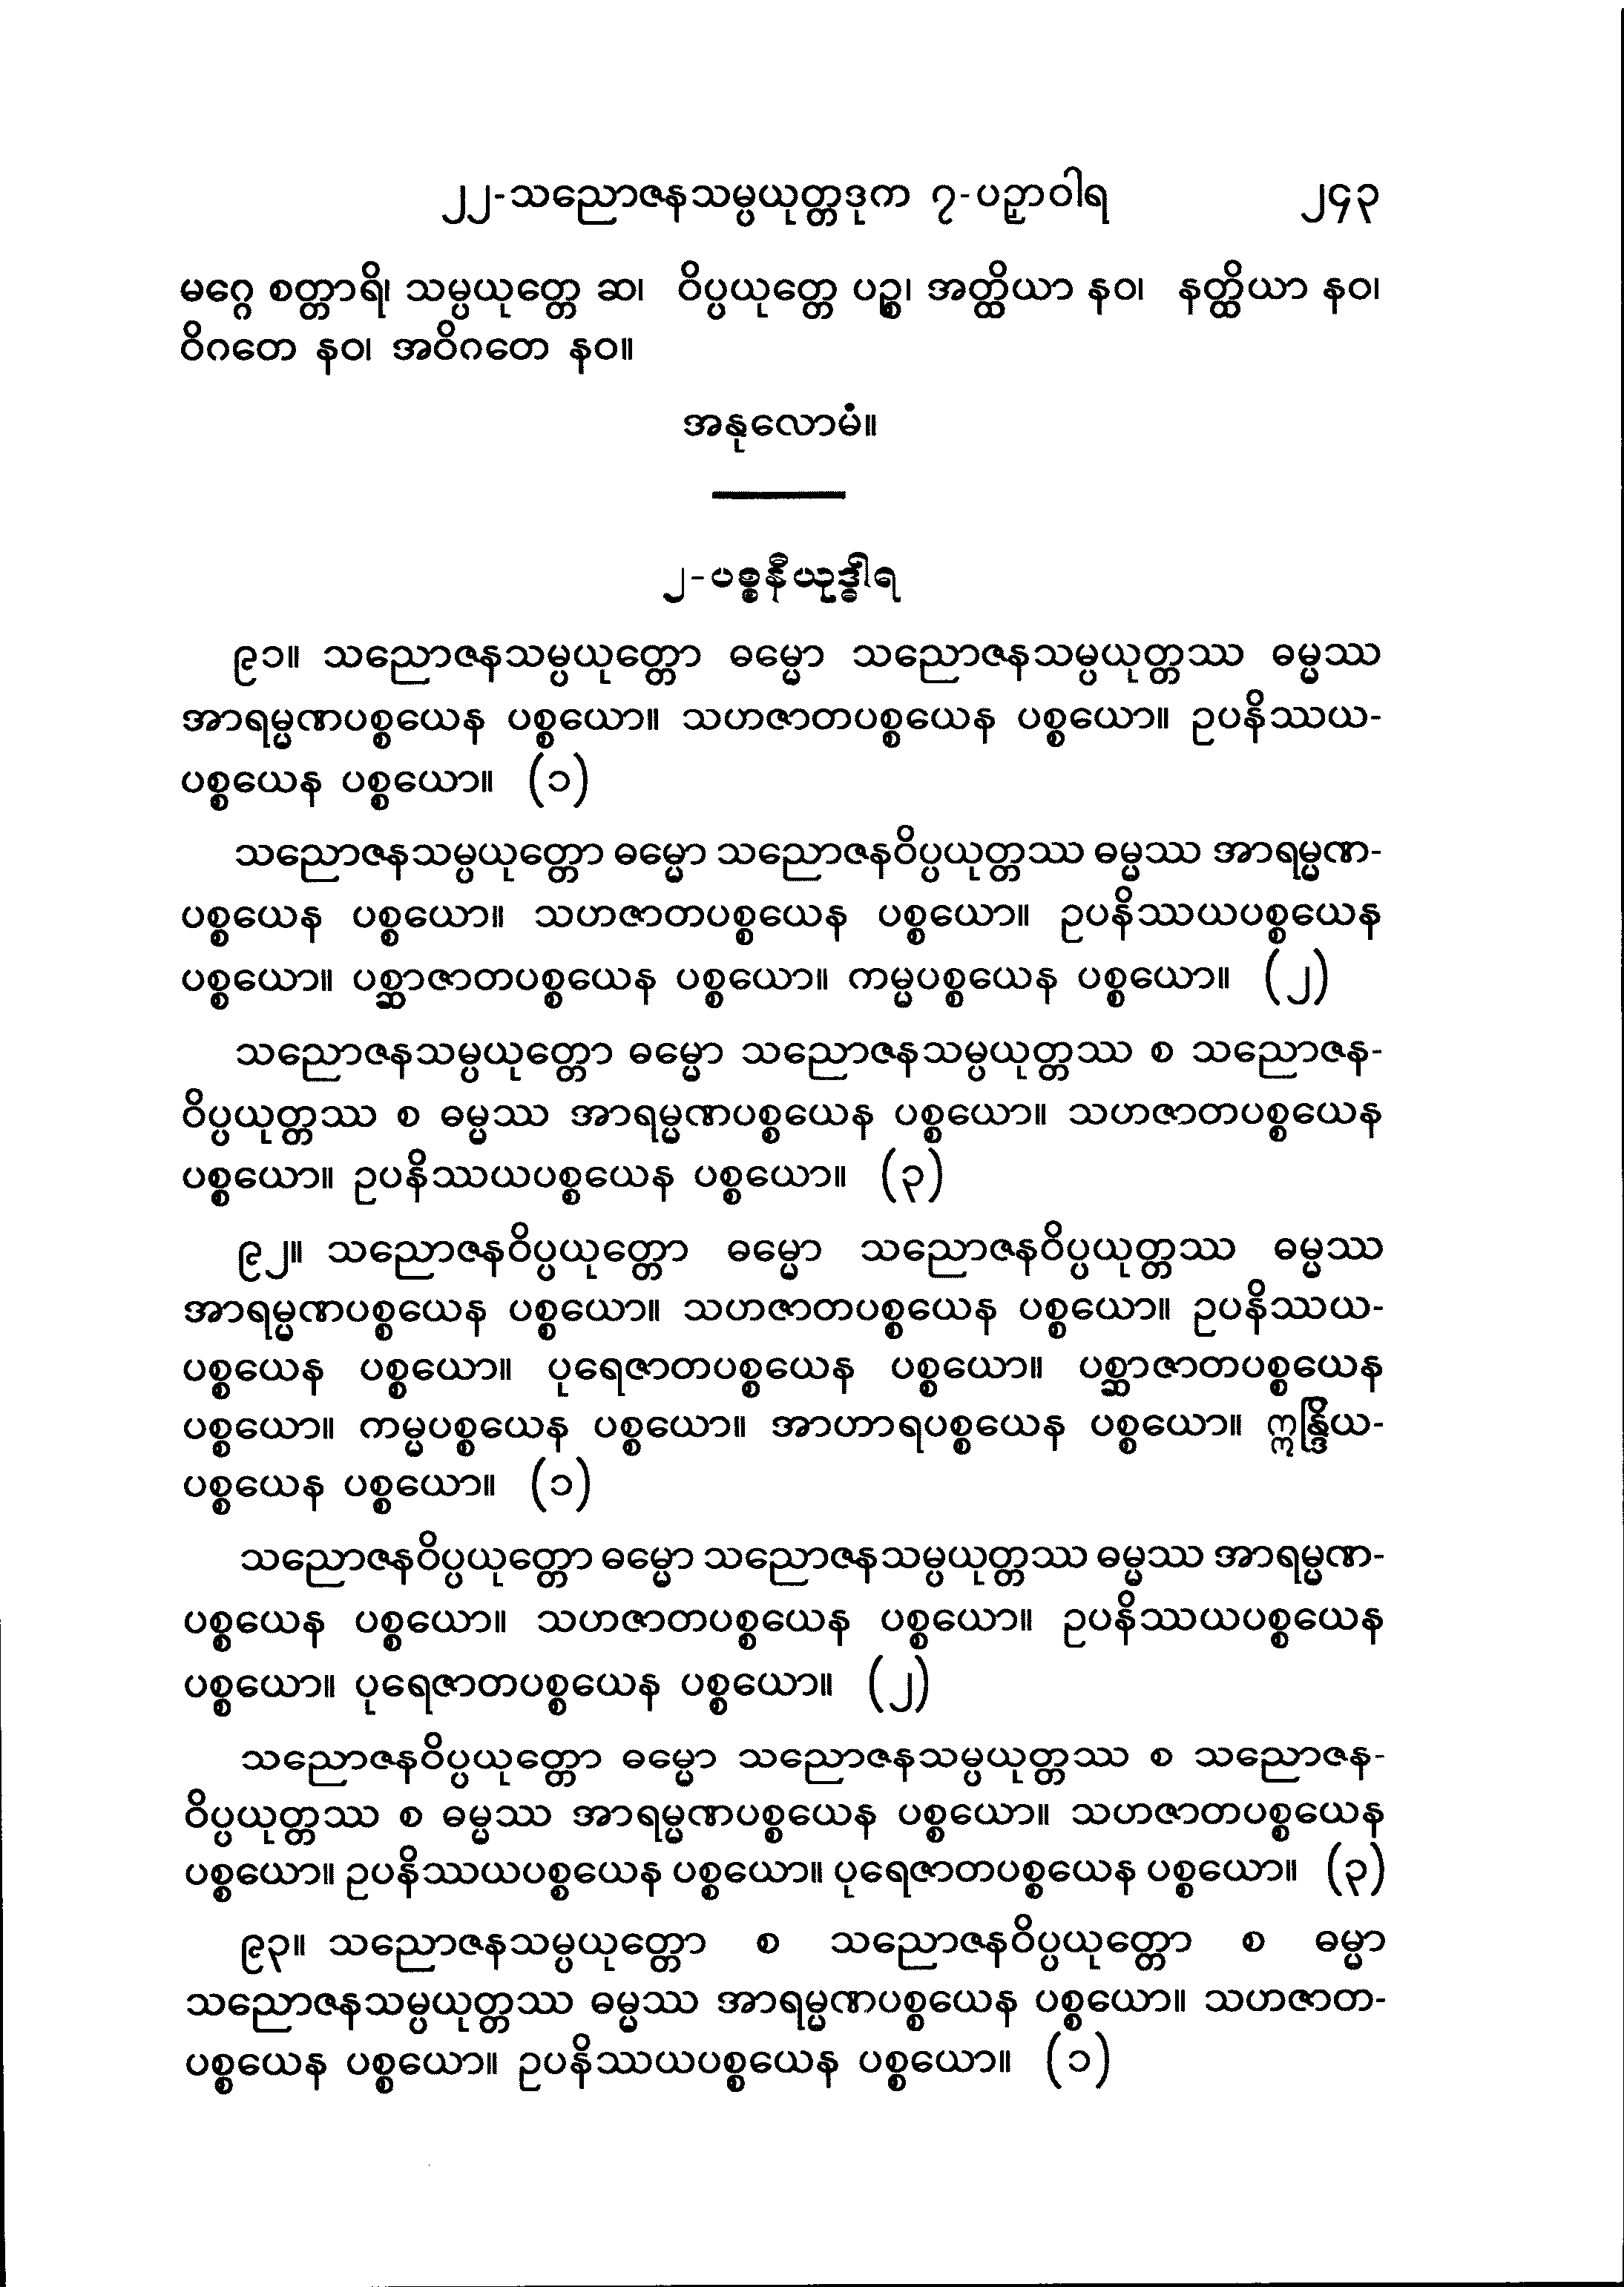 ၂၂-သညောဇနသမ္ပယုတ္တဒုက ၇-ပဉှာဝါရ ၂၄၃
မဂ္ဂေ စတ္တာရိ၊ သမ္ပယုတ္တေ ဆ၊ ဝိပ္ပယုတ္တေ ပဉ္စ၊ အတ္ထိယာ နဝ၊ နတ္ထိယာ နဝ၊
ဝိဂတေ နဝ၊ အဝိဂတေ နဝ။
အနုလောမံ။
၂-ပစ္စနီယုဒ္ဓါရ
၉၁။ သညောဇနသမ္ပယုတ္တော ဓမ္မော သညောဇနသမ္ပယုတ္တဿ ဓမ္မဿ
အာရမ္မဏပစ္စယေန ပစ္စယော။ သဟဇာတပစ္စယေန ပစ္စယော။ ဥပနိဿယ-
ပစ္စယေန ပစ္စယော။ (၁)
သညောဇနသမ္ပယုတ္တော ဓမ္မော သညောဇနဝိပ္ပယုတ္တဿ ဓမ္မဿ အာရမ္မဏ-
ပစ္စယေန ပစ္စယော။ သဟဇာတပစ္စယေန ပစ္စယော။ ဥပနိဿယပစ္စယေန
ပစ္စယော။ ပစ္ဆာဇာတပစ္စယေန ပစ္စယော။ ကမ္မပစ္စယေန ပစ္စယော။ (၂)
သညောဇနသမ္ပယုတ္တော ဓမ္မော သညောဇနသမ္ပယုတ္တဿ စ သညောဇန-
ဝိပ္ပယုတ္တဿ စ ဓမ္မဿ အာရမ္မဏပစ္စယေန ပစ္စယော။ သဟဇာတပစ္စယေန
ပစ္စယော။ ဥပနိဿယပစ္စယေန ပစ္စယော။ (၃)
၉၂။ သညောဇနဝိပ္ပယုတ္တော ဓမ္မော သညောဇနဝိပ္ပယုတ္တဿ ဓမ္မဿ
အာရမ္မဏပစ္စယေန ပစ္စယော။ သဟဇာတပစ္စယေန ပစ္စယော။ ဥပနိဿယ-
ပစ္စယေန ပစ္စယော။ ပုရေဇာတပစ္စယေန ပစ္စယော။ ပစ္ဆာဇာတပစ္စယေန
ပစ္စယော။ ကမ္မပစ္စယေန ပစ္စယော။ အာဟာရပစ္စယေန ပစ္စယော။ ဣန္ဒြိယ-
ပစ္စယေန ပစ္စယော။ (၁)
သညောဇနဝိပ္ပယုတ္တော ဓမ္မော သညောဇနသမ္ပယုတ္တဿ ဓမ္မဿ အာရမ္မဏ-
ပစ္စယေန ပစ္စယော။ သဟဇာတပစ္စယေန ပစ္စယော။ ဥပနိဿယပစ္စယေန
ပစ္စယော။ ပုရေဇာတပစ္စယေန ပစ္စယော။ (၂)
သညောဇနဝိပ္ပယုတ္တော ဓမ္မော သညောဇနသမ္ပယုတ္တဿ စ သညောဇန-
ဝိပ္ပယုတ္တဿ စ ဓမ္မဿ အာရမ္မဏပစ္စယေန ပစ္စယော။ သဟဇာတပစ္စယေန
ပစ္စယော။ ဥပနိဿယပစ္စယေန ပစ္စယော။ ပုရေဇာတပစ္စယေန ပစ္စယော။ (၃)
၉၃။ သညောဇနသမ္ပယုတ္တော စ သညောဇနဝိပ္ပယုတ္တော စ ဓမ္မာ
သညောဇနသမ္ပယုတ္တဿ ဓမ္မဿ အာရမ္မဏပစ္စယေန ပစ္စယော။ သဟဇာတ-
ပစ္စယေန ပစ္စယော။ ဥပနိဿယပစ္စယေန ပစ္စယော။ (၁)